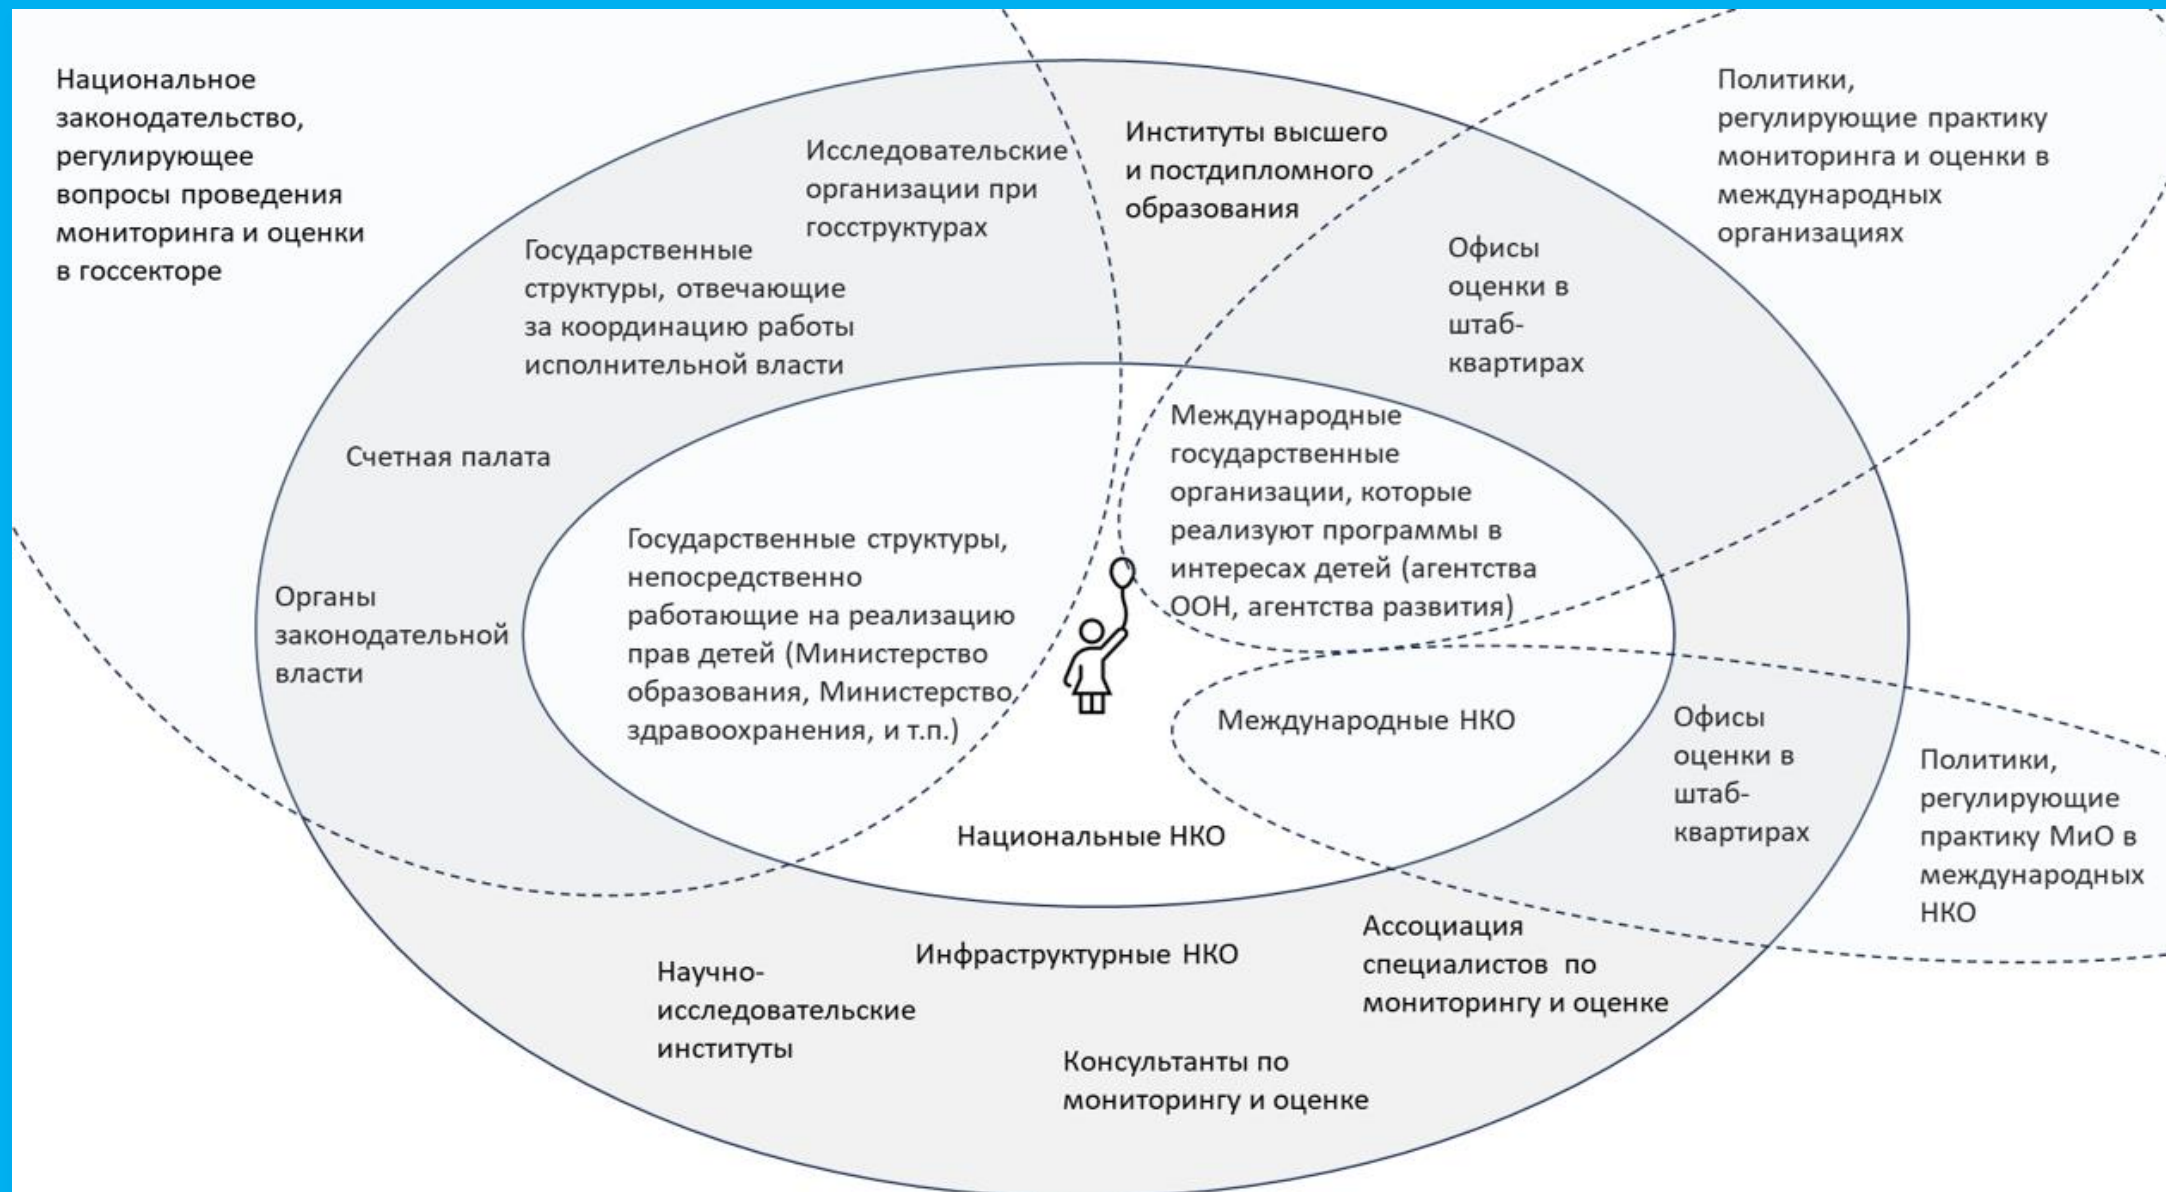 Национальное
законодательство,
регулирующее
вопросы проведения
мониторинга и оценки
в госсекторе
Исследовательские
организации при
госструктурах
Институты высшего
и постдипломного
образования
Политики,
регулирующие практику
мониторинга и оценки в
международных
организациях
Государственные
структуры, отвечающие
за координацию работы
исполнительной власти
Офисы
оценки в
штаб-
квартирах
Счетная палата
Международные
государственные
организации, которые
реализуют программы в
интересах детей (агентства
ООН, агентства развития)
Государственные структуры,
непосредственно
работающие на реализацию
прав детей (Министерство
образования, Министерство
здравоохранения, и т.п.)
Органы
законодательной
власти
Международные НКО
Офисы
оценки в
штаб-
квартирах
Политики,
регулирующие
практику МиО в
международных
НКО
Национальные НКО
Инфраструктурные НКО
Ассоциация
специалистов по
мониторингу и оценке
Научно-
исследовательские
институты
Консультанты по
мониторингу и оценке